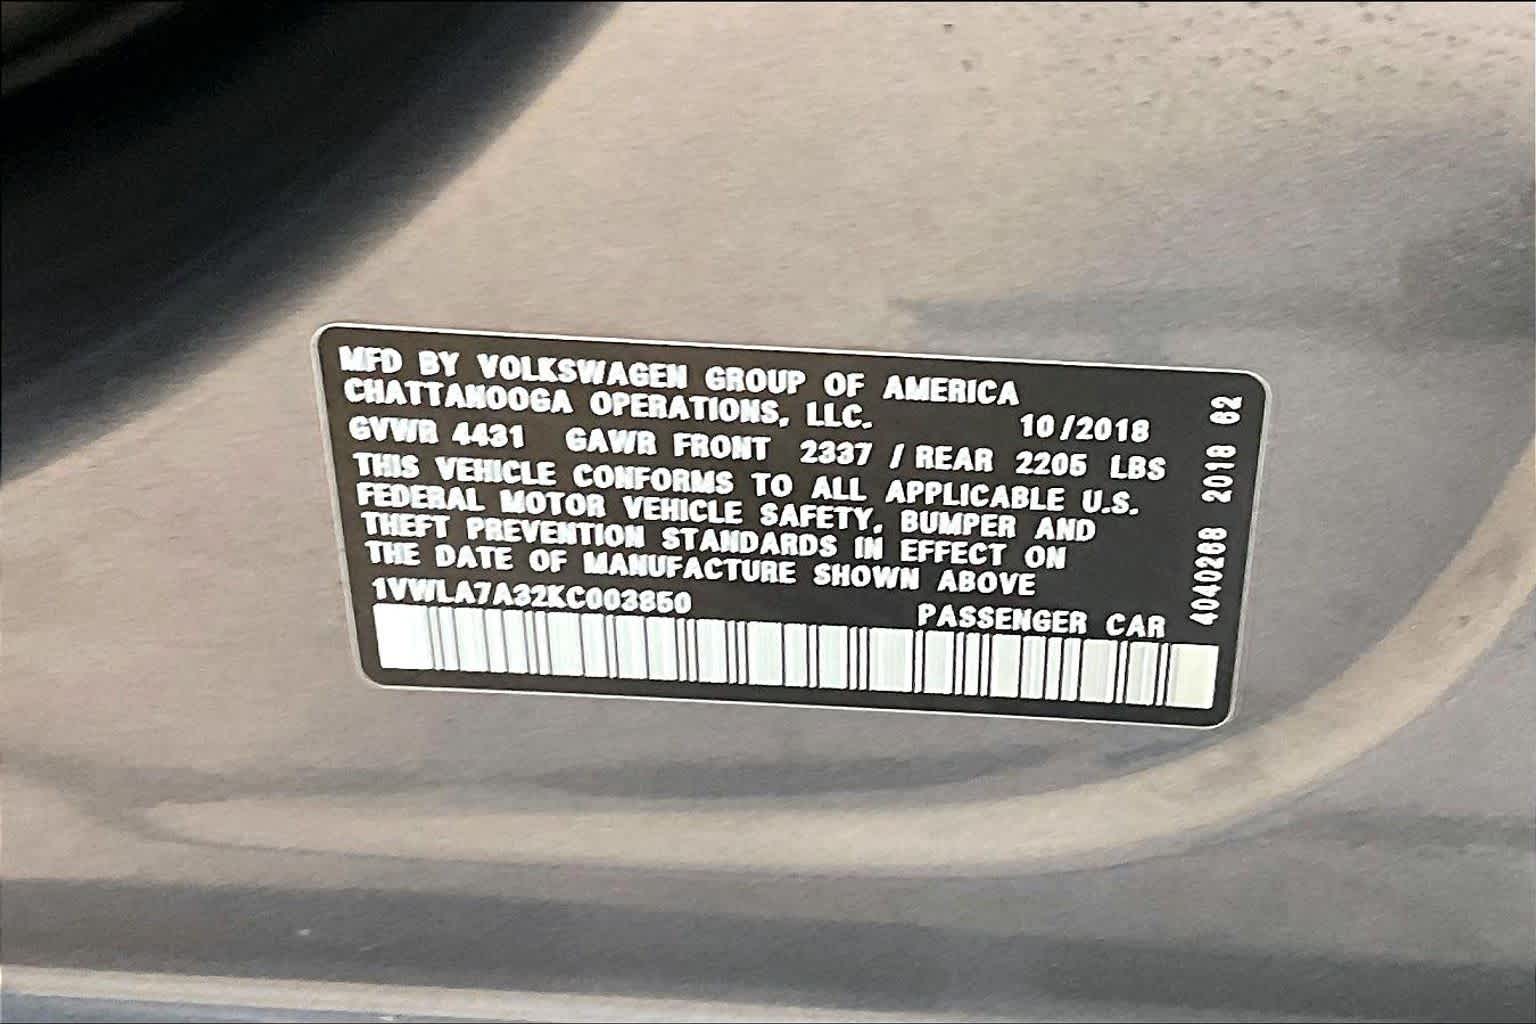 MFD BY VOLKSWAGEN GROUP OF AMERICA
CHATTANOOGA OPERATIONS, LLC. 10/2018
GVWR 4431 GAWR FRONT 2337 / REAR 2205 LBS
THIS VEHICLE CONFORMS TO ALL APPLICABLE U.S.
FEDERAL MOTOR VEHICLE SAFETY, BUMPER AND
THEFT PREVENTION STANDARDS IN EFFECT ON
THE DATE OF MANUFACTURE SHOWN ABOVE
1VWLA7A32KC003850
PASSENGER CAR
4040268 2018 62